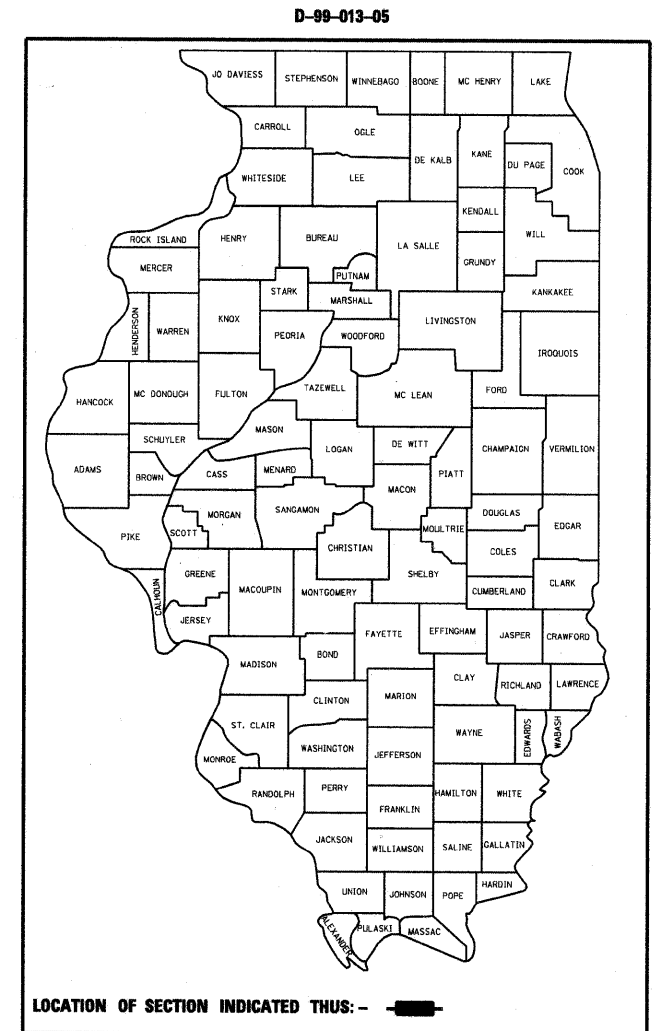 D-99-013-05
JO DAVIESS
STEPHENSON
WINNEBAGO
BOONE
MC HENRY
LAKE
CARROLL
OGLE
DE KALB
KANE
DU PAGE
COOK
WHITESIDE
LEE
KENDALL
WILL
ROCK ISLAND
HENRY
BUREAU
LA SALLE
GRUNDY
MERCER
PUTNAM
STARK
MARSHALL
KANKAKEE
HENDERSON
WARREN
KNOX
PEORIA
WOODFORD
LIVINGSTON
IROQUOIS
HANCOCK
MC DONOUGH
FULTON
TAZEWELL
MC LEAN
FORD
SCHUYLER
MASON
LOGAN
DE WITT
CHAMPAIGN
VERMILION
ADAMS
BROWN
CASS
MENARD
PIATT
MACON
PIKE
SCOTT
MORGAN
SANGAMON
CHRISTIAN
MOULTRIE
DOUGLAS
EDGAR
COLES
CALHOUN
GREENE
MACOUPIN
MONTGOMERY
SHELBY
CUMBERLAND
CLARK
JERSEY
FAYETTE
EFFINGHAM
JASPER
CRAWFORD
MADISON
BOND
CLAY
RICHLAND
LAWRENCE
CLINTON
MARION
ST. CLAIR
WAYNE
EDWARDS
WABASH
MONROE
WASHINGTON
JEFFERSON
RANDOLPH
PERRY
HAMILTON
WHITE
FRANKLIN
JACKSON
WILLIAMSON
SALINE
GALLATIN
UNION
JOHNSON
POPE
HARDIN
ALEXANDER
PULASKI
MASSAC
LOCATION OF SECTION INDICATED THUS: -